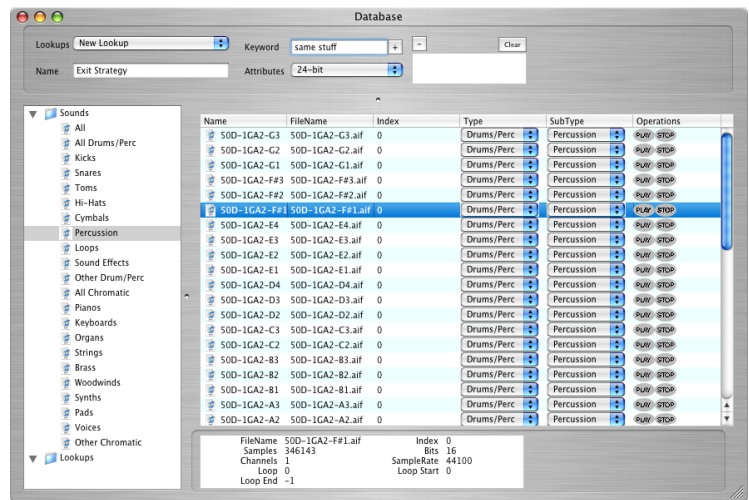 Database
Lookups New Lookup Keyword same stuff + - Clear
Name Exit Strategy Attributes 24-bit
Sounds
All
All Drums/Perc
Kicks
Snares
Toms
Hi-Hats
Cymbals
Percussion
Loops
Sound Effects
Other Drum/Perc
All Chromatic
Pianos
Keyboards
Organs
Strings
Brass
Woodwinds
Synths
Pads
Voices
Other Chromatic
Lookups
Name FileName Index Type SubType Operations
50D-1GA2-G3 50D-1GA2-G3.aif 0 Drums/Perc Percussion PLAY STOP
50D-1GA2-G2 50D-1GA2-G2.aif 0 Drums/Perc Percussion PLAY STOP
50D-1GA2-G1 50D-1GA2-G1.aif 0 Drums/Perc Percussion PLAY STOP
50D-1GA2-F#3 50D-1GA2-F#3.aif 0 Drums/Perc Percussion PLAY STOP
50D-1GA2-F#2 50D-1GA2-F#2.aif 0 Drums/Perc Percussion PLAY STOP
50D-1GA2-F#1 50D-1GA2-F#1.aif 0 Drums/Perc Percussion PLAY STOP
50D-1GA2-E4 50D-1GA2-E4.aif 0 Drums/Perc Percussion PLAY STOP
50D-1GA2-E3 50D-1GA2-E3.aif 0 Drums/Perc Percussion PLAY STOP
50D-1GA2-E2 50D-1GA2-E2.aif 0 Drums/Perc Percussion PLAY STOP
50D-1GA2-E1 50D-1GA2-E1.aif 0 Drums/Perc Percussion PLAY STOP
50D-1GA2-D4 50D-1GA2-D4.aif 0 Drums/Perc Percussion PLAY STOP
50D-1GA2-D3 50D-1GA2-D3.aif 0 Drums/Perc Percussion PLAY STOP
50D-1GA2-D2 50D-1GA2-D2.aif 0 Drums/Perc Percussion PLAY STOP
50D-1GA2-C3 50D-1GA2-C3.aif 0 Drums/Perc Percussion PLAY STOP
50D-1GA2-C2 50D-1GA2-C2.aif 0 Drums/Perc Percussion PLAY STOP
50D-1GA2-B3 50D-1GA2-B3.aif 0 Drums/Perc Percussion PLAY STOP
50D-1GA2-B2 50D-1GA2-B2.aif 0 Drums/Perc Percussion PLAY STOP
50D-1GA2-B1 50D-1GA2-B1.aif 0 Drums/Perc Percussion PLAY STOP
50D-1GA2-A3 50D-1GA2-A3.aif 0 Drums/Perc Percussion PLAY STOP
50D-1GA2-A2 50D-1GA2-A2.aif 0 Drums/Perc Percussion PLAY STOP
FileName 50D-1GA2-F#1.aif Index 0
Samples 346143 Bits 16
Channels 1 SampleRate 44100
Loop 0 Loop Start 0
Loop End -1